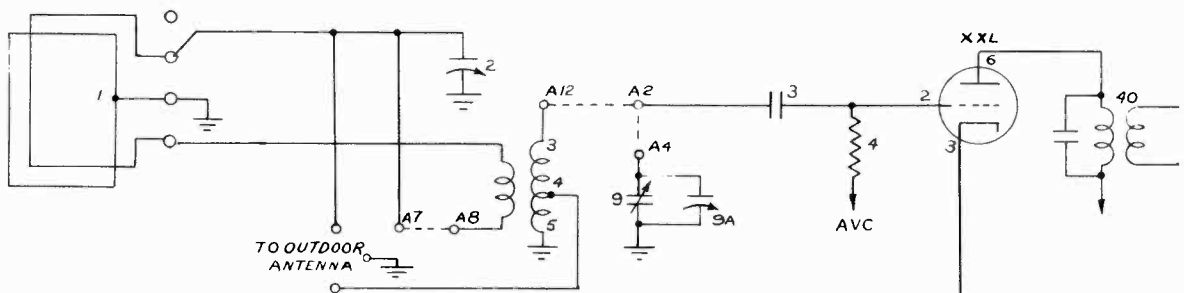 XXL
6
2
3
1
A12
A2
3
2
40
3
4
A4
4
9
9A
5
A7
A8
AVC
TO OUTDOOR
ANTENNA